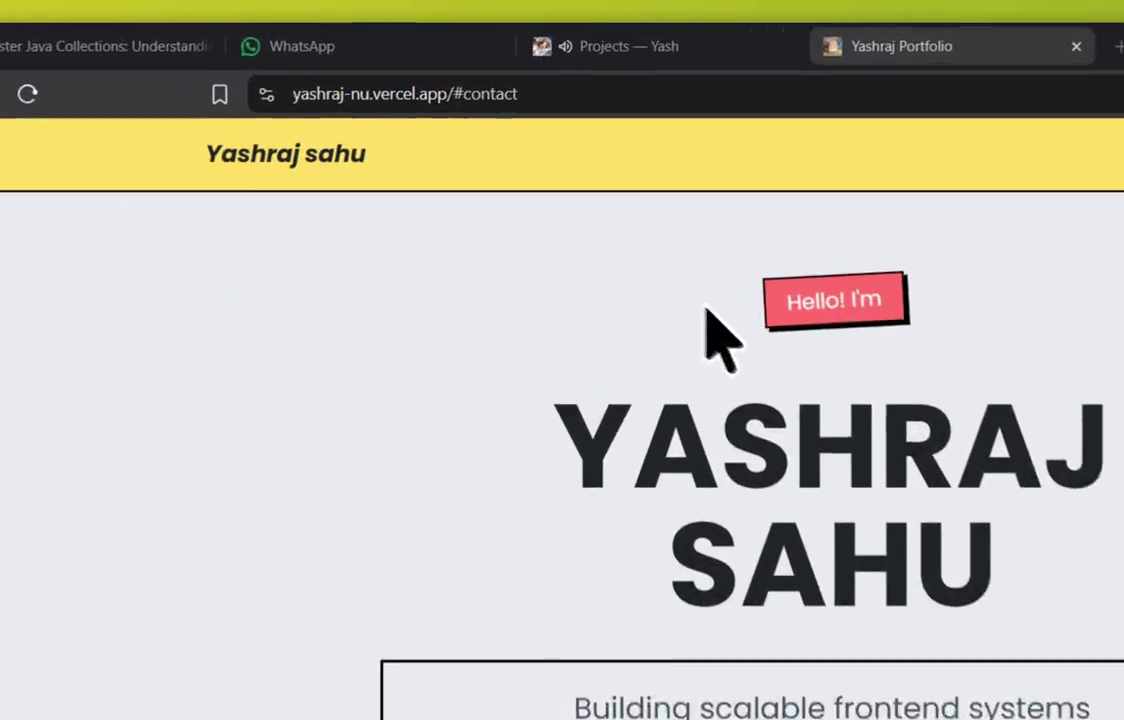 ster Java Collections: Understandi
WhatsApp
Projects — Yash
Yashraj Portfolio
yashraj-nu.vercel.app/#contact
Yashraj sahu
Hello! I'm
YASHRAJ
SAHU
Building scalable frontend systems